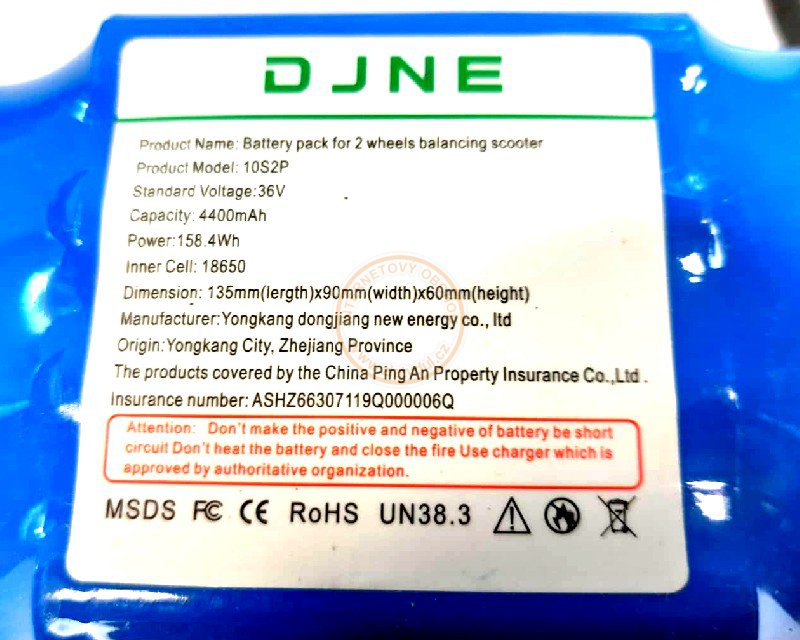 DJNE
Product Name: Battery pack for 2 wheels balancing scooter
Product Model: 10S2P
Standard Voltage:36V
Capacity: 4400mAh
Power:158.4Wh
Inner Cell: 18650
Dimension: 135mm(length)x90mm(width)x60mm(height)
Manufacturer:Yongkang dongjiang new energy co., ltd
Origin:Yongkang City, Zhejiang Province
The products covered by the China Ping An Property Insurance Co.,Ltd.
Insurance number: ASHZ66307119Q000006Q
Attention: Don't make the positive and negative of battery be short
circuit Don't heat the battery and close the fire Use charger which is
approved by authoritative organization.
MSDS FC CE RoHS UN38.3